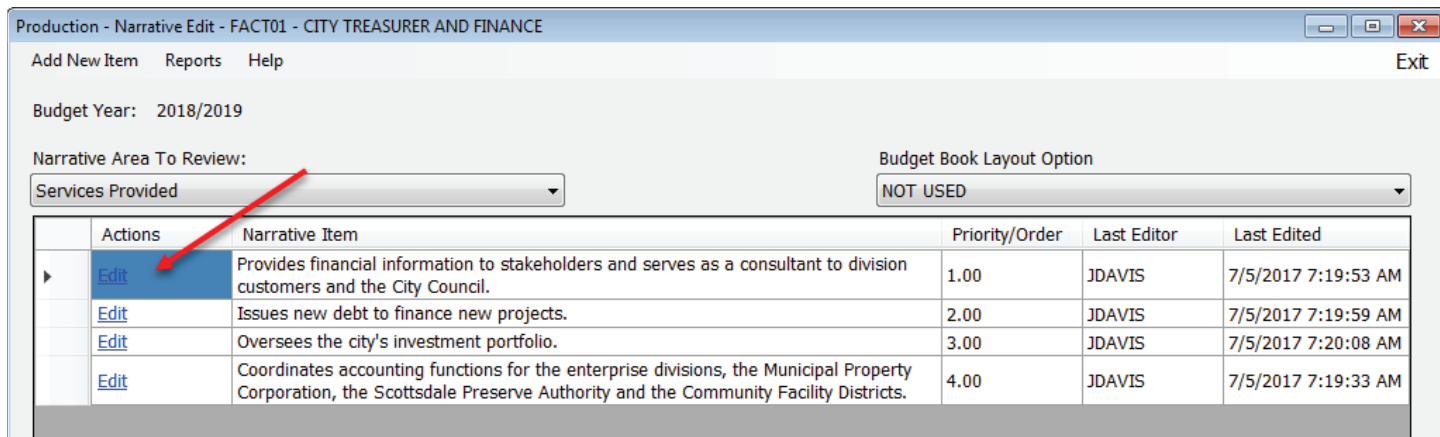 Production - Narrative Edit - FACT01 - CITY TREASURER AND FINANCE
Add New Item Reports Help Exit
Budget Year: 2018/2019
Narrative Area To Review: Budget Book Layout Option
Services Provided NOT USED
Actions Narrative Item Priority/Order Last Editor Last Edited
Edit Provides financial information to stakeholders and serves as a consultant to division
customers and the City Council. 1.00 JDAVIS 7/5/2017 7:19:53 AM
Edit Issues new debt to finance new projects. 2.00 JDAVIS 7/5/2017 7:19:59 AM
Edit Oversees the city's investment portfolio. 3.00 JDAVIS 7/5/2017 7:20:08 AM
Edit Coordinates accounting functions for the enterprise divisions, the Municipal Property
Corporation, the Scottsdale Preserve Authority and the Community Facility Districts. 4.00 JDAVIS 7/5/2017 7:19:33 AM